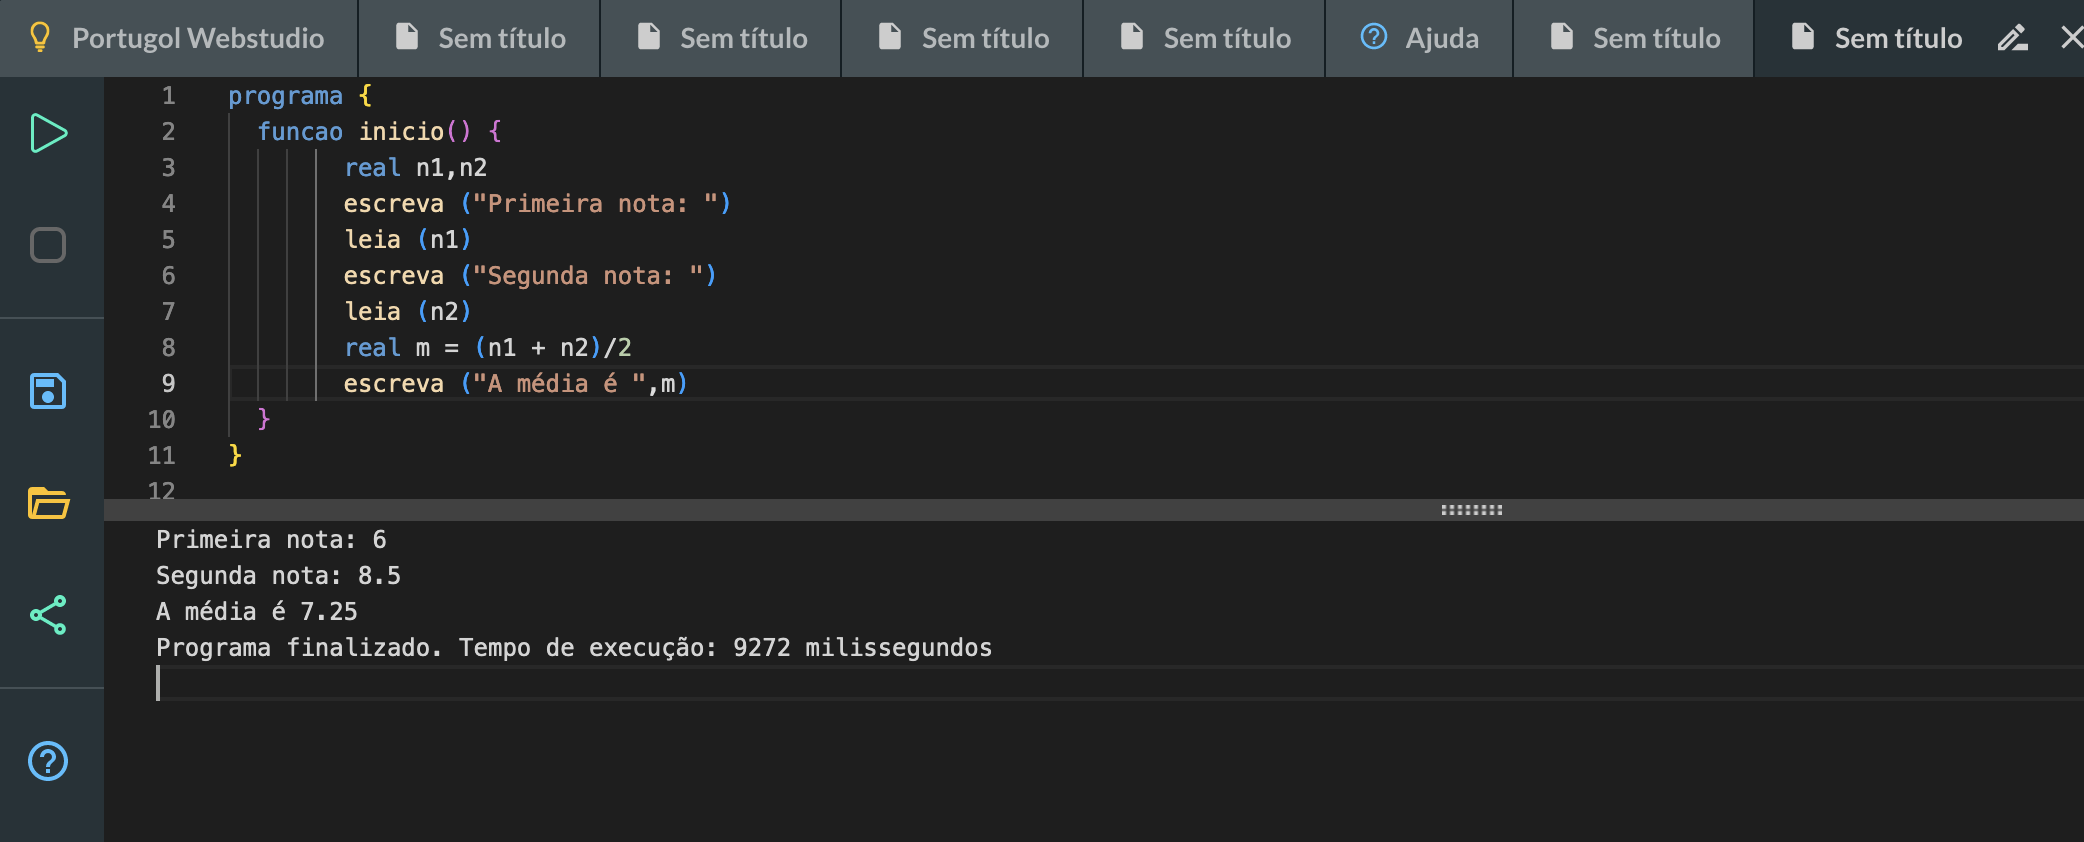 Portugol Webstudio Sem título Sem título Sem título Sem título Ajuda Sem título Sem título
1 programa {
2 funcao inicio() {
3 real n1,n2
4 escreva ("Primeira nota: ")
5 leia (n1)
6 escreva ("Segunda nota: ")
7 leia (n2)
8 real m = (n1 + n2)/2
9 escreva ("A média é ",m)
10 }
11 }
12
Primeira nota: 6
Segunda nota: 8.5
A média é 7.25
Programa finalizado. Tempo de execução: 9272 milissegundos